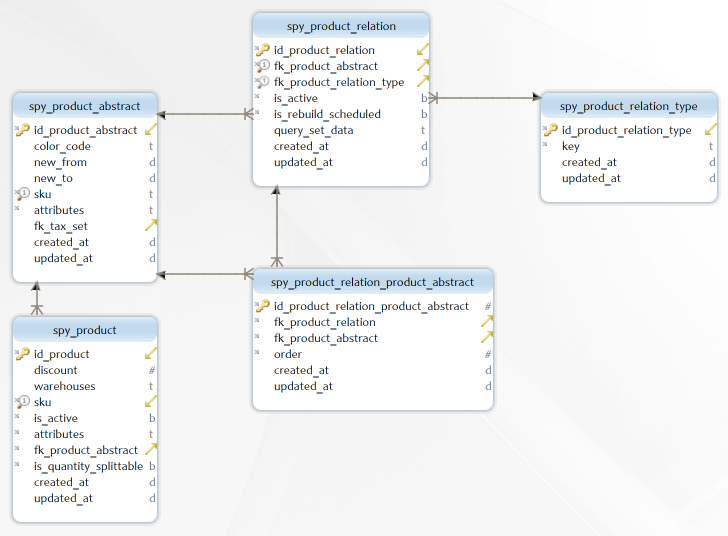 spy_product_relation
id_product_relation
fk_product_abstract
fk_product_relation_type
is_active b
is_rebuild_scheduled b
query_set_data t
created_at d
updated_at d
spy_product_abstract
id_product_abstract
color_code t
new_from d
new_to d
sku t
attributes t
fk_tax_set
created_at d
updated_at d
spy_product_relation_type
id_product_relation_type
key t
created_at d
updated_at d
spy_product_relation_product_abstract
id_product_relation_product_abstract #
fk_product_relation
fk_product_abstract
order #
created_at d
updated_at d
spy_product
id_product
discount #
warehouses t
sku
is_active b
attributes t
fk_product_abstract
is_quantity_splittable b
created_at d
updated_at d